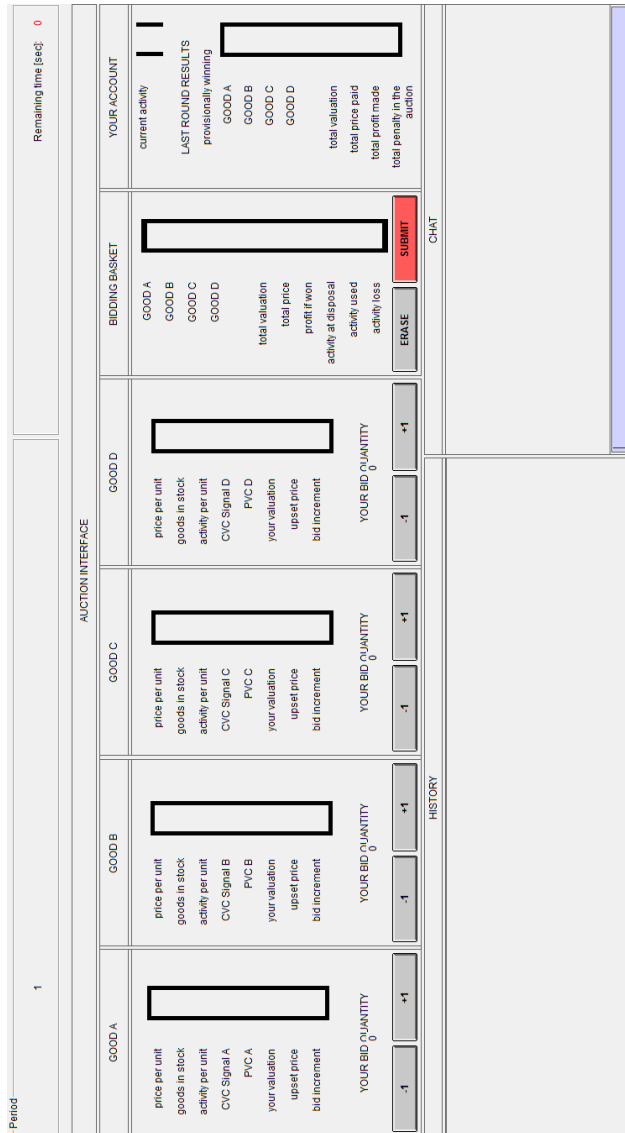 Period
1
Remaining time [sec]: 0
AUCTION INTERFACE
GOOD A
price per unit
goods in stock
activity per unit
CVC Signal A
PVC A
your valuation
upset price
bid increment
YOUR BID QUANTITY
0
-1
+1
GOOD B
price per unit
goods in stock
activity per unit
CVC Signal B
PVC B
your valuation
upset price
bid increment
YOUR BID QUANTITY
0
-1
+1
GOOD C
price per unit
goods in stock
activity per unit
CVC Signal C
PVC C
your valuation
upset price
bid increment
YOUR BID QUANTITY
0
-1
+1
GOOD D
price per unit
goods in stock
activity per unit
CVC Signal D
PVC D
your valuation
upset price
bid increment
YOUR BID QUANTITY
0
-1
+1
BIDDING BASKET
GOOD A
GOOD B
GOOD C
GOOD D
total valuation
total price
profit if won
activity at disposal
activity used
activity loss
ERASE
SUBMIT
YOUR ACCOUNT
current activity
LAST ROUND RESULTS
provisionally winning
GOOD A
GOOD B
GOOD C
GOOD D
total valuation
total price paid
total profit made
total penalty in the
auction
HISTORY
CHAT